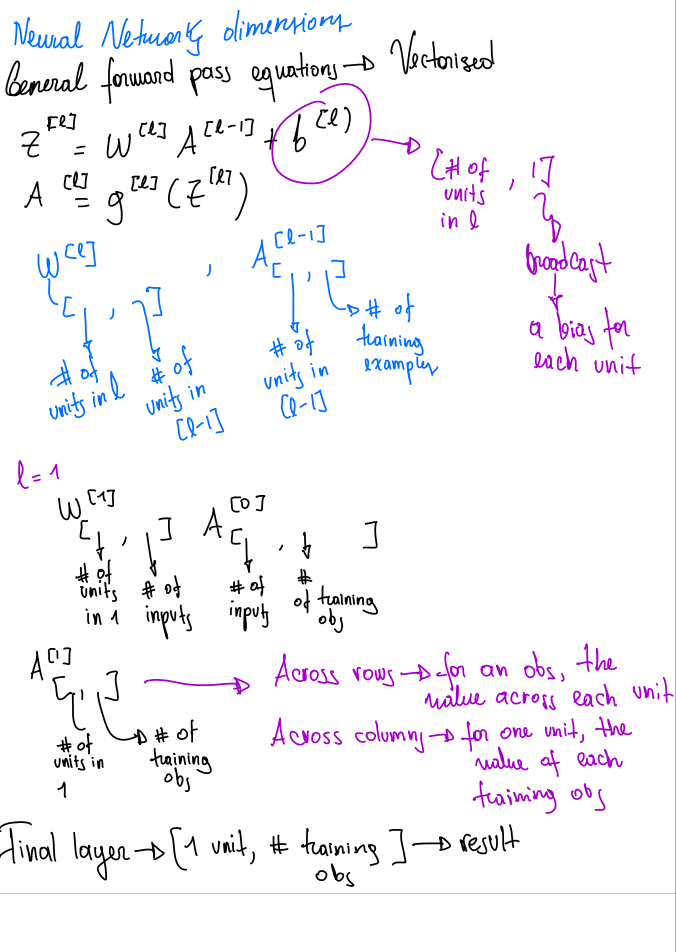 Neural Networks dimensions
General forward pass equations → Vectorised
Z^[l] = W^[l] A^[l-1] + b^[l]
A^[l] = g^[l] (Z^[l])
[# of units in l , 1]
broadcast
a bias for
each unit
W^[l] , A^[l-1]
[ , ]
# of
units in l
# of
units in
[l-1]
[ , ]
# of
units in
[l-1]
# of
training
examples
l = 1
W^[1]
[ , ]
# of
units
in 1
# of
inputs
A^[0]
[ , ]
# of
inputs
#
of training
obs
A^[1]
[ , ]
# of
units in
1
# of
training
obs
Across rows → for an obs, the
value across each unit
Across columns → for one unit, the
value of each
training obs
Final layer → [1 unit, # training obs] → result